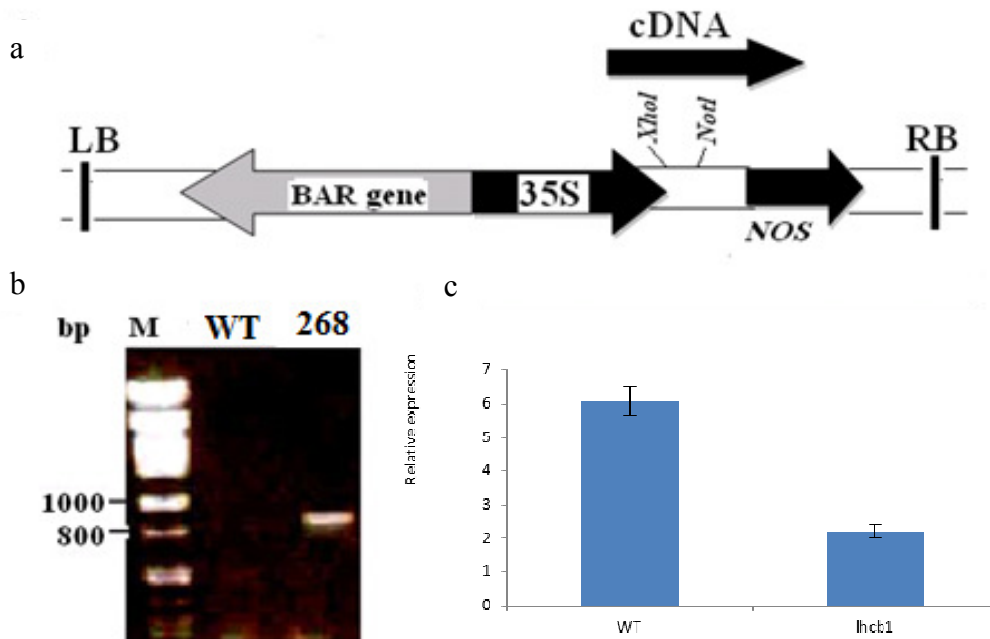 a
cDNA
XhoI
NotI
LB
RB
BAR gene
35S
NOS
b
c
bp M WT 268
1000
800
Relative expression
7
6
5
4
3
2
1
0
WT lhcb1